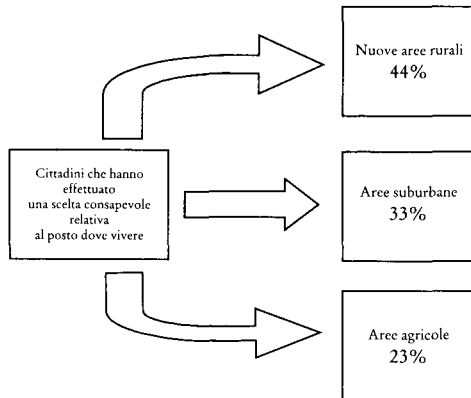 Nuove aree rurali
44%
Cittadini che hanno
effettuato
una scelta consapevole
relativa
al posto dove vivere
Aree suburbane
33%
Aree agricole
23%